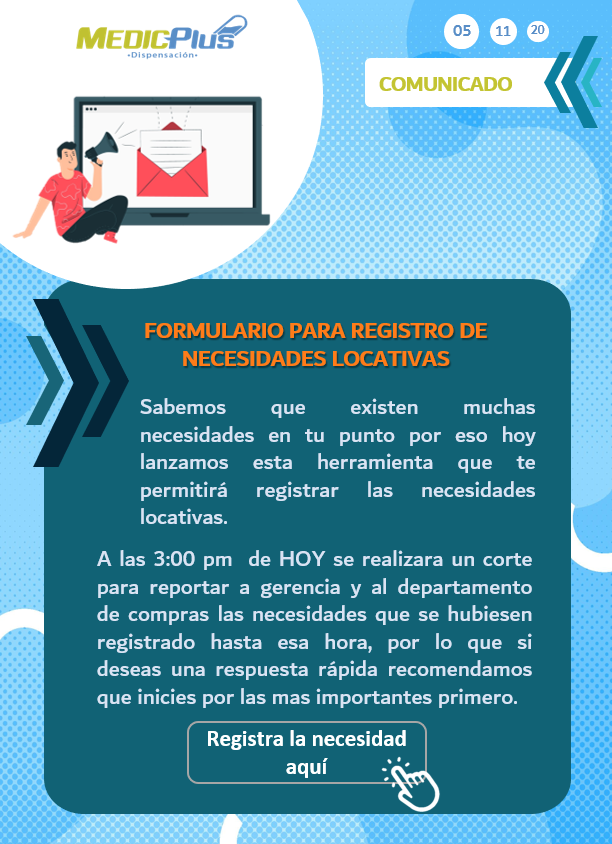 MEDICPLUS
•Dispensación•
05 11 20
COMUNICADO
FORMULARIO PARA REGISTRO DE
NECESIDADES LOCATIVAS
Sabemos que existen muchas
necesidades en tu punto por eso hoy
lanzamos esta herramienta que te
permitirá registrar las necesidades
locativas.
A las 3:00 pm de HOY se realizara un corte
para reportar a gerencia y al departamento
de compras las necesidades que se hubiesen
registrado hasta esa hora, por lo que si
deseas una respuesta rápida recomendamos
que inicies por las mas importantes primero.
Registra la necesidad
aquí